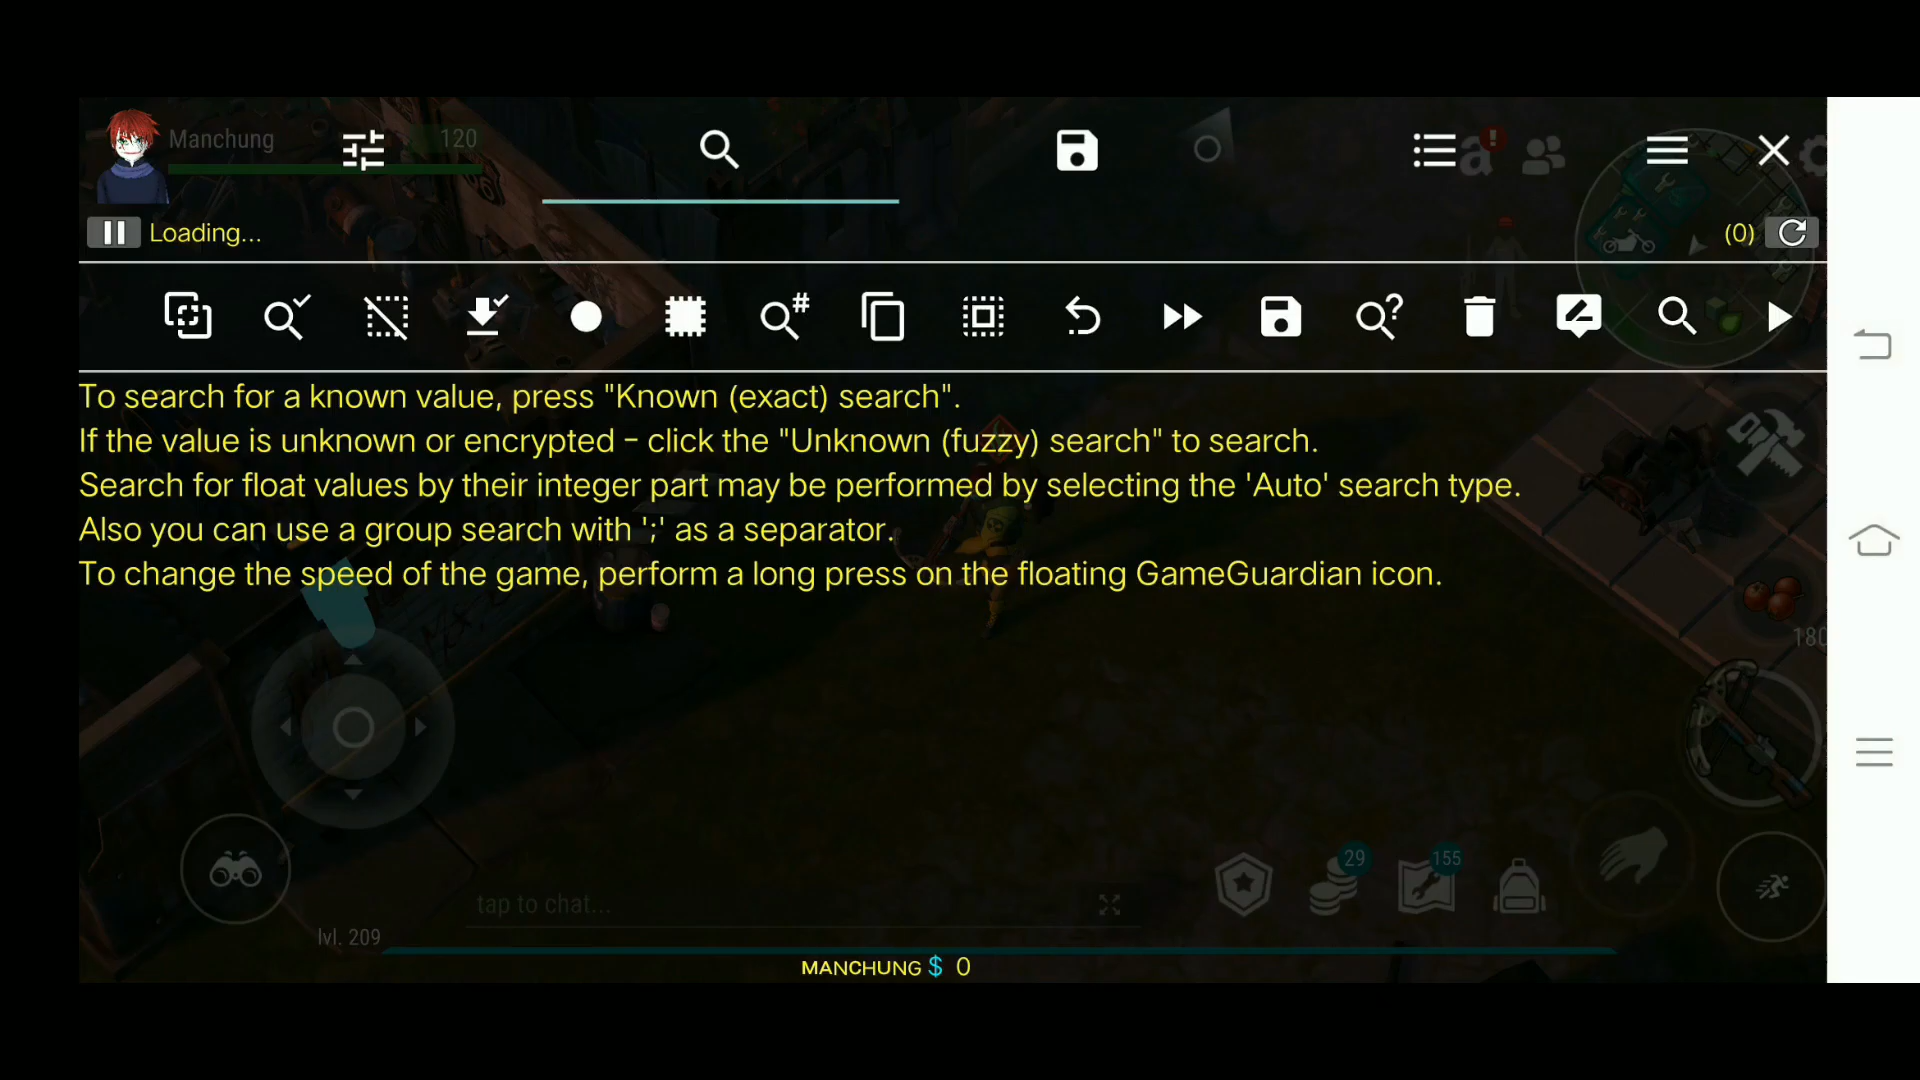 Manchung
120
Loading...
(0)
To search for a known value, press "Known (exact) search".
If the value is unknown or encrypted - click the "Unknown (fuzzy) search" to search.
Search for float values by their integer part may be performed by selecting the 'Auto' search type.
Also you can use a group search with ';' as a separator.
To change the speed of the game, perform a long press on the floating GameGuardian icon.
180
29
155
tap to chat...
lvl. 209
MANCHUNG $ 0